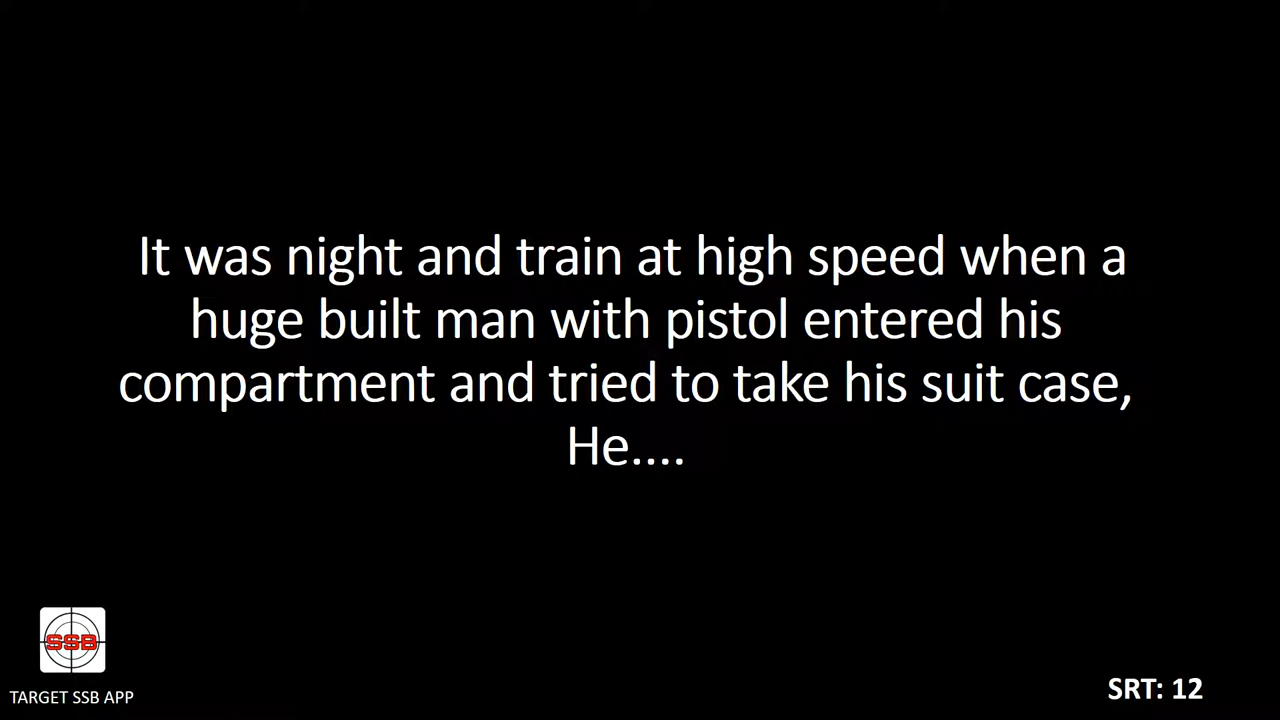 It was night and train at high speed when a
huge built man with pistol entered his
compartment and tried to take his suit case,
He....
SSB
TARGET SSB APP
SRT: 12